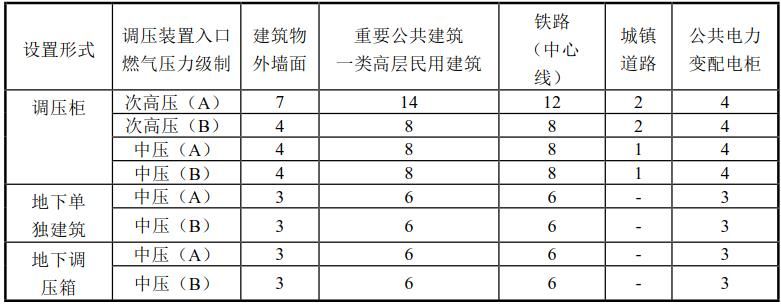 设置形式 调压装置入口燃气压力级制 建筑物外墙面 重要公共建筑一类高层民用建筑 铁路（中心线） 城镇道路 公共电力变配电柜
调压柜 次高压（A） 7 14 12 2 4
次高压（B） 4 8 8 2 4
中压（A） 4 8 8 1 4
中压（B） 4 8 8 1 4
地下单独建筑 中压（A） 3 6 6 - 3
中压（B） 3 6 6 - 3
地下调压箱 中压（A） 3 6 6 - 3
中压（B） 3 6 6 - 3